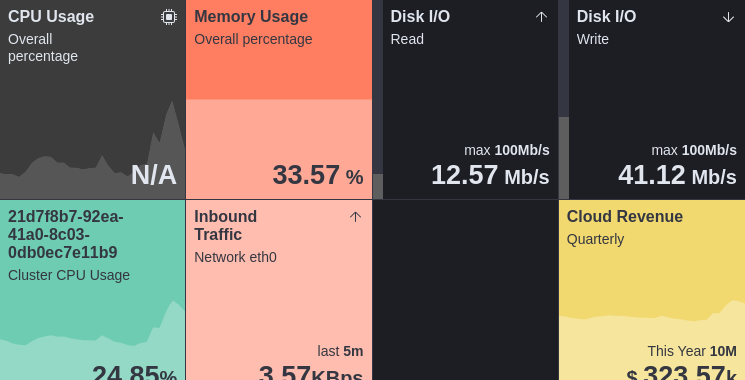 CPU Usage
Overall
percentage
N/A
Memory Usage
Overall percentage
33.57 %
Disk I/O
Read
max 100Mb/s
12.57 Mb/s
Disk I/O
Write
max 100Mb/s
41.12 Mb/s
21d7f8b7-92ea-
41a0-8c03-
0db0ec7e11b9
Cluster CPU Usage
24.85%
Inbound
Traffic
Network eth0
last 5m
3.57KBps
Cloud Revenue
Quarterly
This Year 10M
$ 323.57k